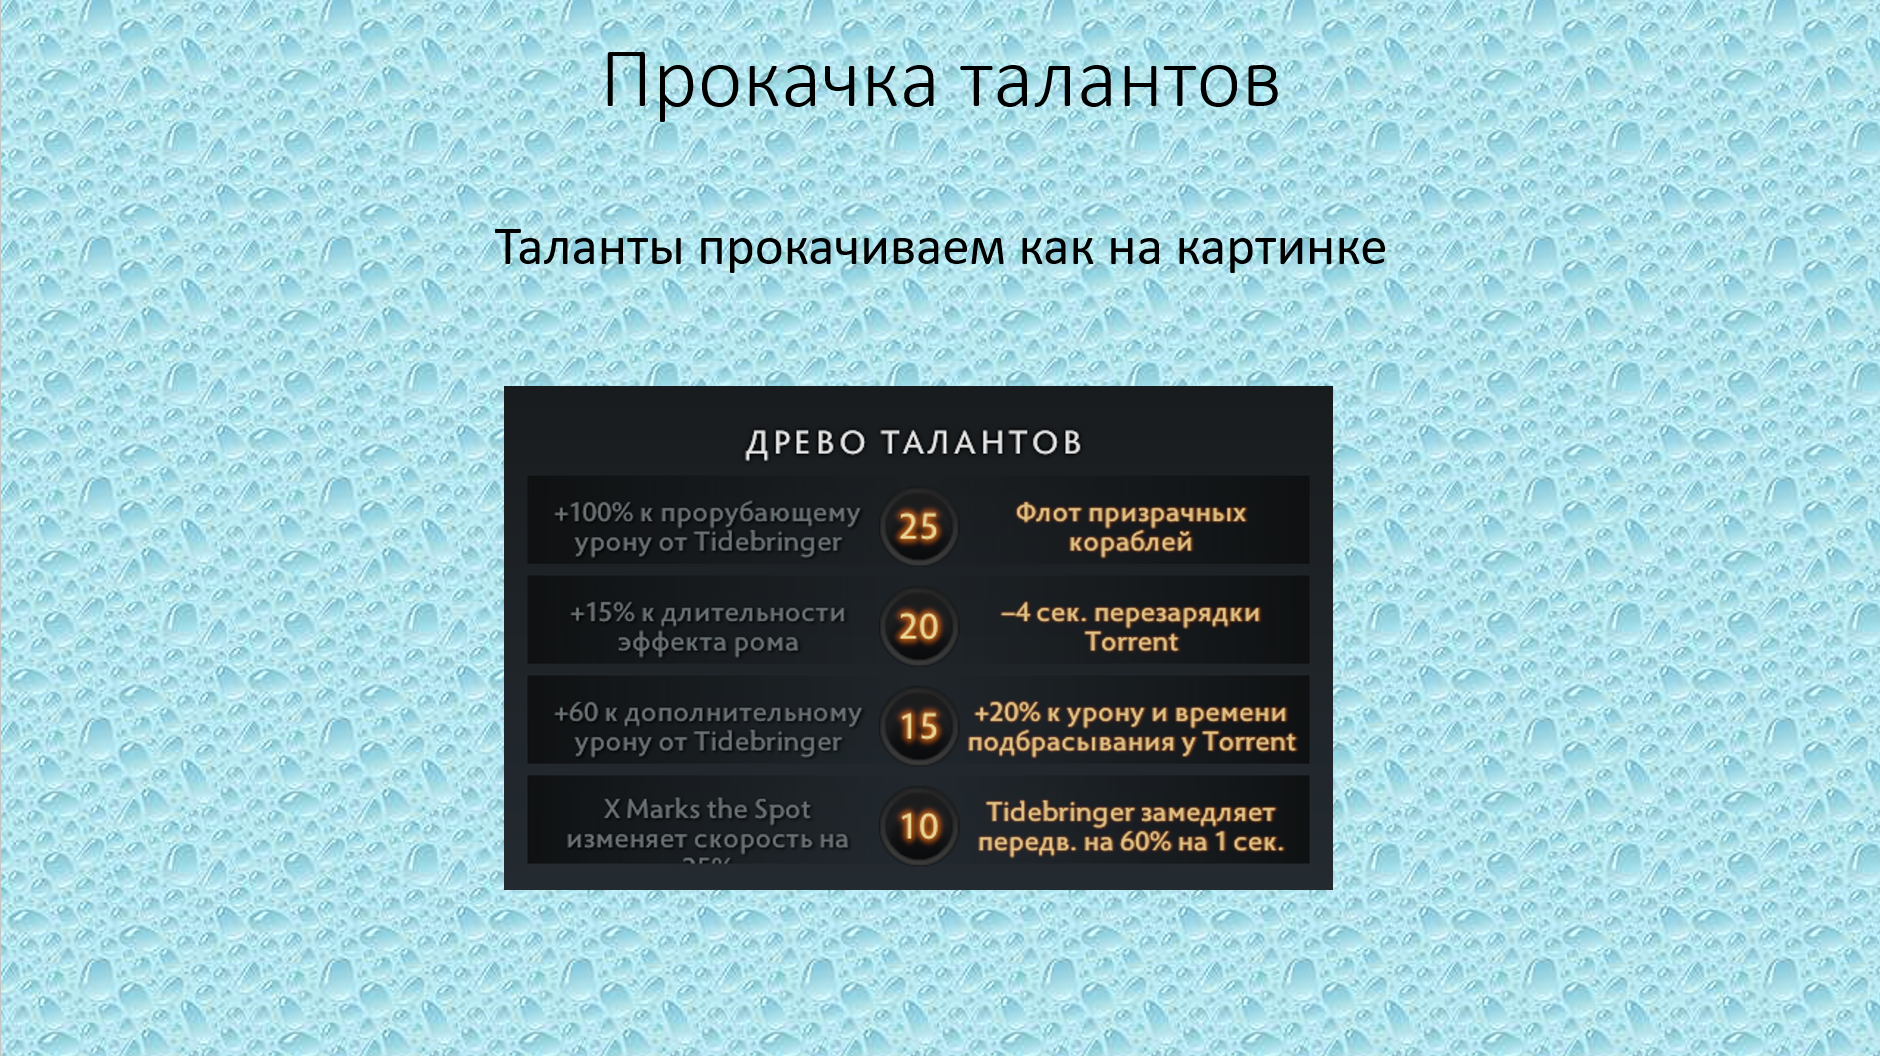 Прокачка талантов
Таланты прокачиваем как на картинке
ДРЕВО ТАЛАНТОВ
+100% к прорубающему
урону от Tidebringer
25
Флот призрачных
кораблей
+15% к длительности
эффекта рома
20
–4 сек. перезарядки
Torrent
+60 к дополнительному
урону от Tidebringer
15
+20% к урону и времени
подбрасывания у Torrent
X Marks the Spot
изменяет скорость на
10
Tidebringer замедляет
передв. на 60% на 1 сек.